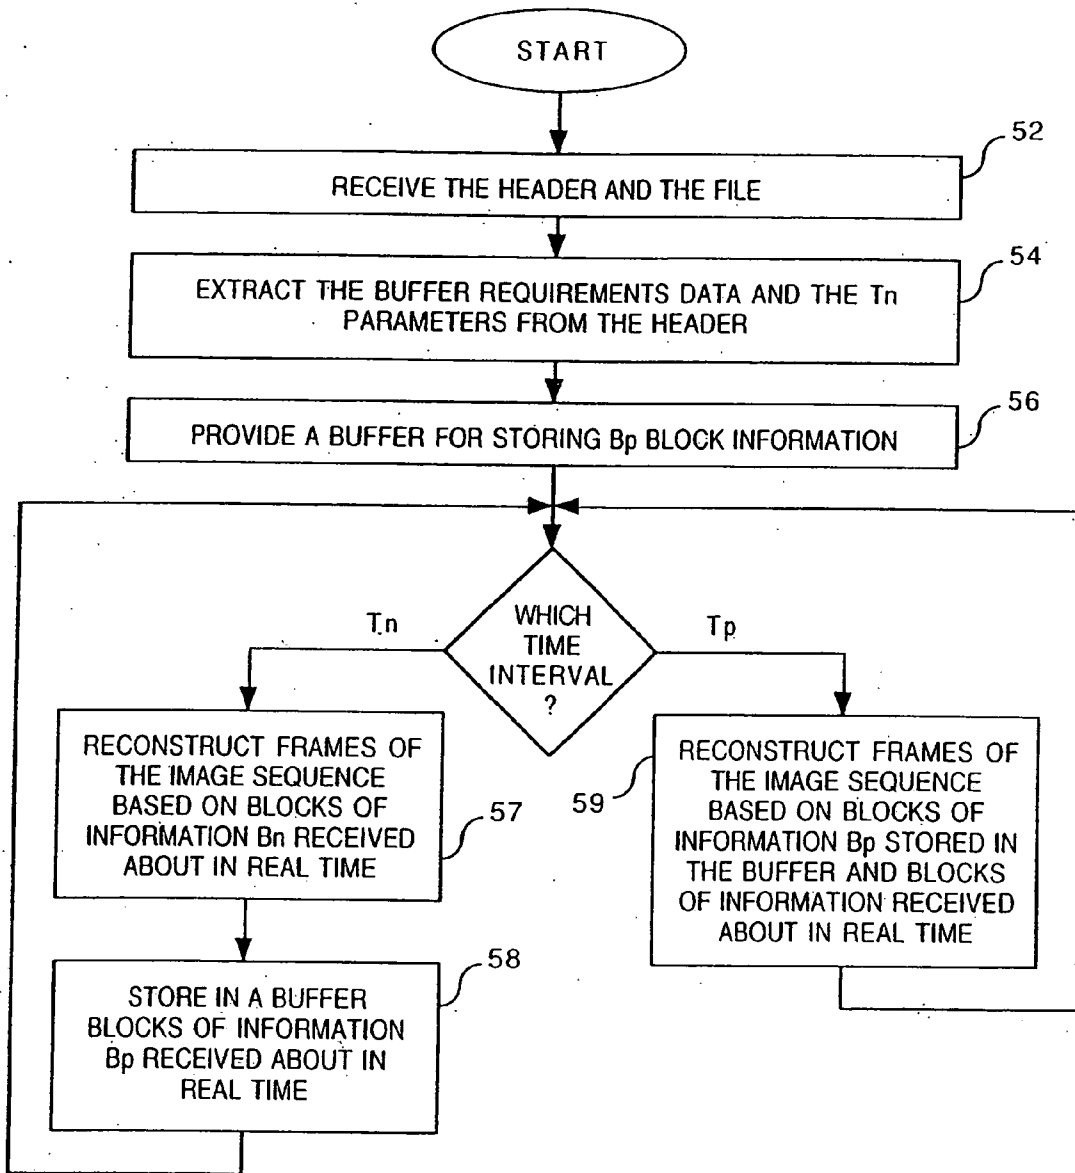 START
52
RECEIVE THE HEADER AND THE FILE
54
EXTRACT THE BUFFER REQUIREMENTS DATA AND THE Tn
PARAMETERS FROM THE HEADER
56
PROVIDE A BUFFER FOR STORING Bp BLOCK INFORMATION
WHICH
TIME
INTERVAL
?
Tn
Tp
RECONSTRUCT FRAMES OF
THE IMAGE SEQUENCE
BASED ON BLOCKS OF
INFORMATION Bn RECEIVED
ABOUT IN REAL TIME
57
58
STORE IN A BUFFER
BLOCKS OF INFORMATION
Bp RECEIVED ABOUT IN
REAL TIME
59
RECONSTRUCT FRAMES OF
THE IMAGE SEQUENCE
BASED ON BLOCKS OF
INFORMATION Bp STORED IN
THE BUFFER AND BLOCKS
OF INFORMATION RECEIVED
ABOUT IN REAL TIME